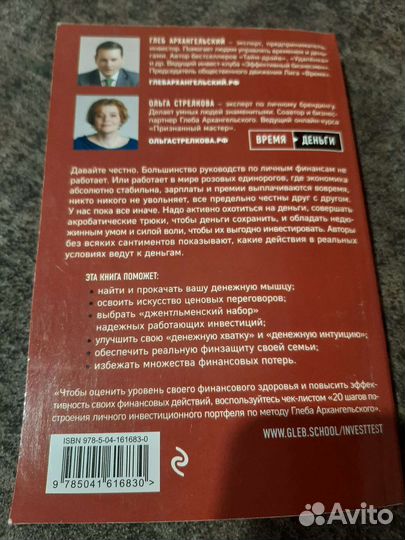 ГЛЕБ АРХАНГЕЛЬСКИЙ – эксперт, предприниматель,
инвестор. Помогает людям управлять временем и день-
гами. Автор бестселлеров «Тайм-драйв», «Удалёнка»
и др. Ведущий инвест-клуба «Эффективный бизнесмен».
Председатель общественного движения Лига «Время».
ГЛЕБАРХАНГЕЛЬСКИЙ.РФ
ОЛЬГА СТРЕЛКОВА – эксперт по личному брендингу.
Делает умных людей знаменитыми. Соавтор и бизнес-
партнер Глеба Архангельского. Ведущий онлайн-курса
«Признанный мастер».
ОЛЬГАСТРЕЛКОВА.РФ
ВРЕМЯ ДЕНЬГИ
Давайте честно. Большинство руководств по личным финансам не
работает. Или работают в мире розовых единорогов, где экономика
абсолютно стабильна, зарплаты и премии выплачиваются вовремя,
никто никого не увольняет, все предельно честны друг с другом.
У нас пока все иначе. Надо активно охотиться на деньги, совершать
акробатические трюки, чтобы деньги сохранить, и обладать недю-
жинным умом и силой воли, чтобы их выгодно инвестировать. Авторы
без всяких сантиментов показывают, какие действия в реальных
условиях ведут к деньгам.
ЭТА КНИГА ПОМОЖЕТ:
• найти и прокачать вашу денежную мышцу;
• освоить искусство ценовых переговоров;
• выбрать «джентльменский набор»
надежных работающих инвестиций;
• улучшить свою «денежную хватку» и «денежную интуицию»;
• обеспечить реальную финзащиту своей семьи;
• избежать множества финансовых потерь.
«Чтобы оценить уровень своего финансового здоровья и повысить эффек-
тивность своих финансовых действий, воспользуйтесь чек-листом «20 шагов по-
строения личного инвестиционного портфеля по методу Глеба Архангельского».
WWW.GLEB.SCHOOL/INVESTTEST
ISBN 978-5-04-161683-0
9 785041 616830 >
Avito